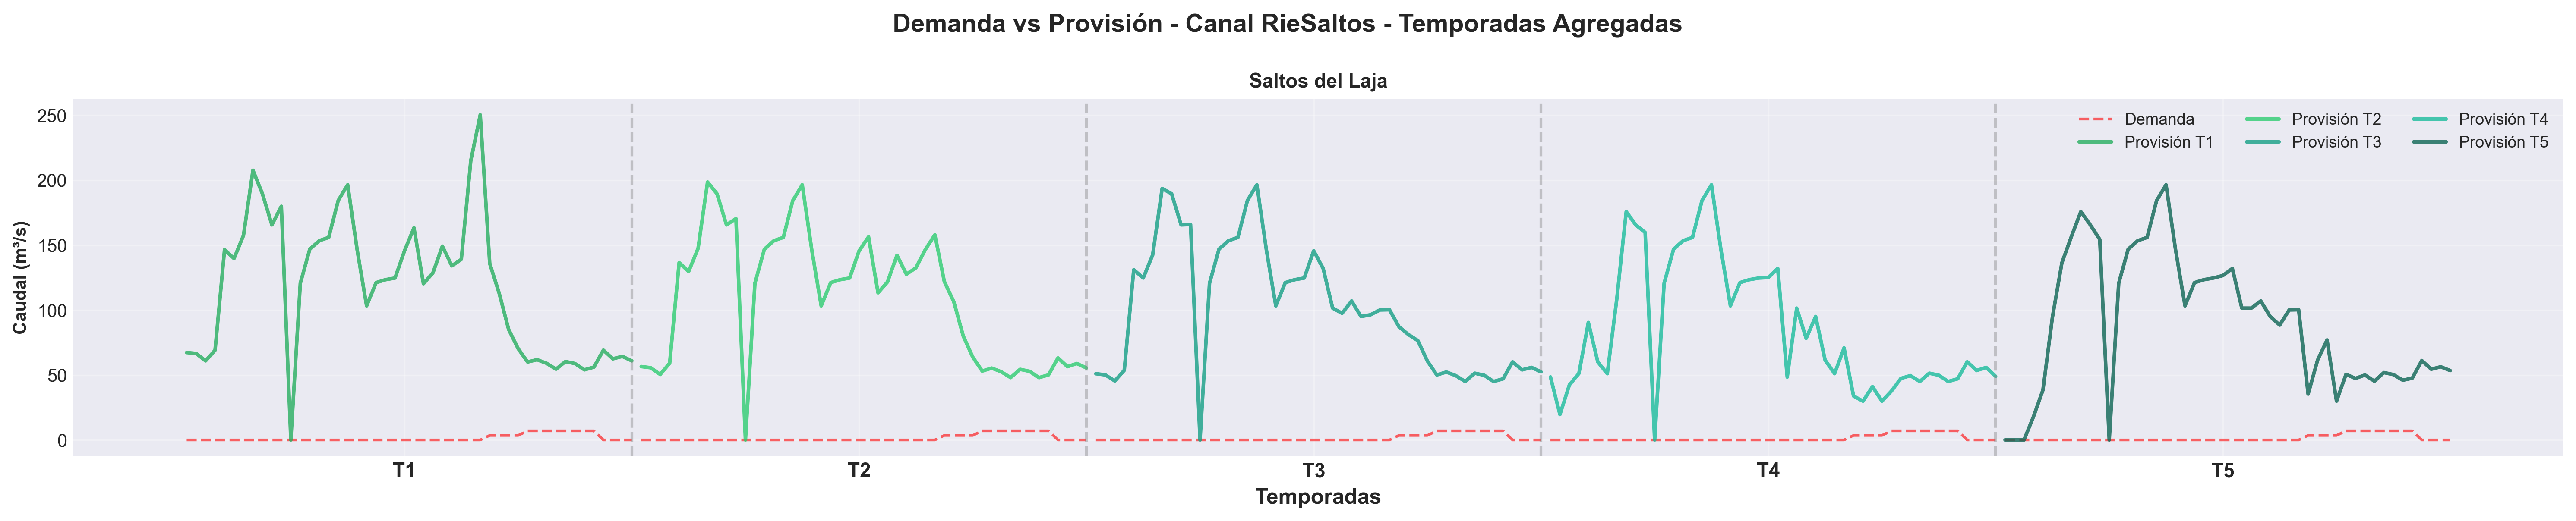 Demanda vs Provisión - Canal RieSaltos - Temporadas Agregadas
Saltos del Laja
Caudal (m³/s)
250
200
150
100
50
0
Demanda
Provisión T1
Provisión T2
Provisión T3
Provisión T4
Provisión T5
T1 T2 T3 T4 T5
Temporadas